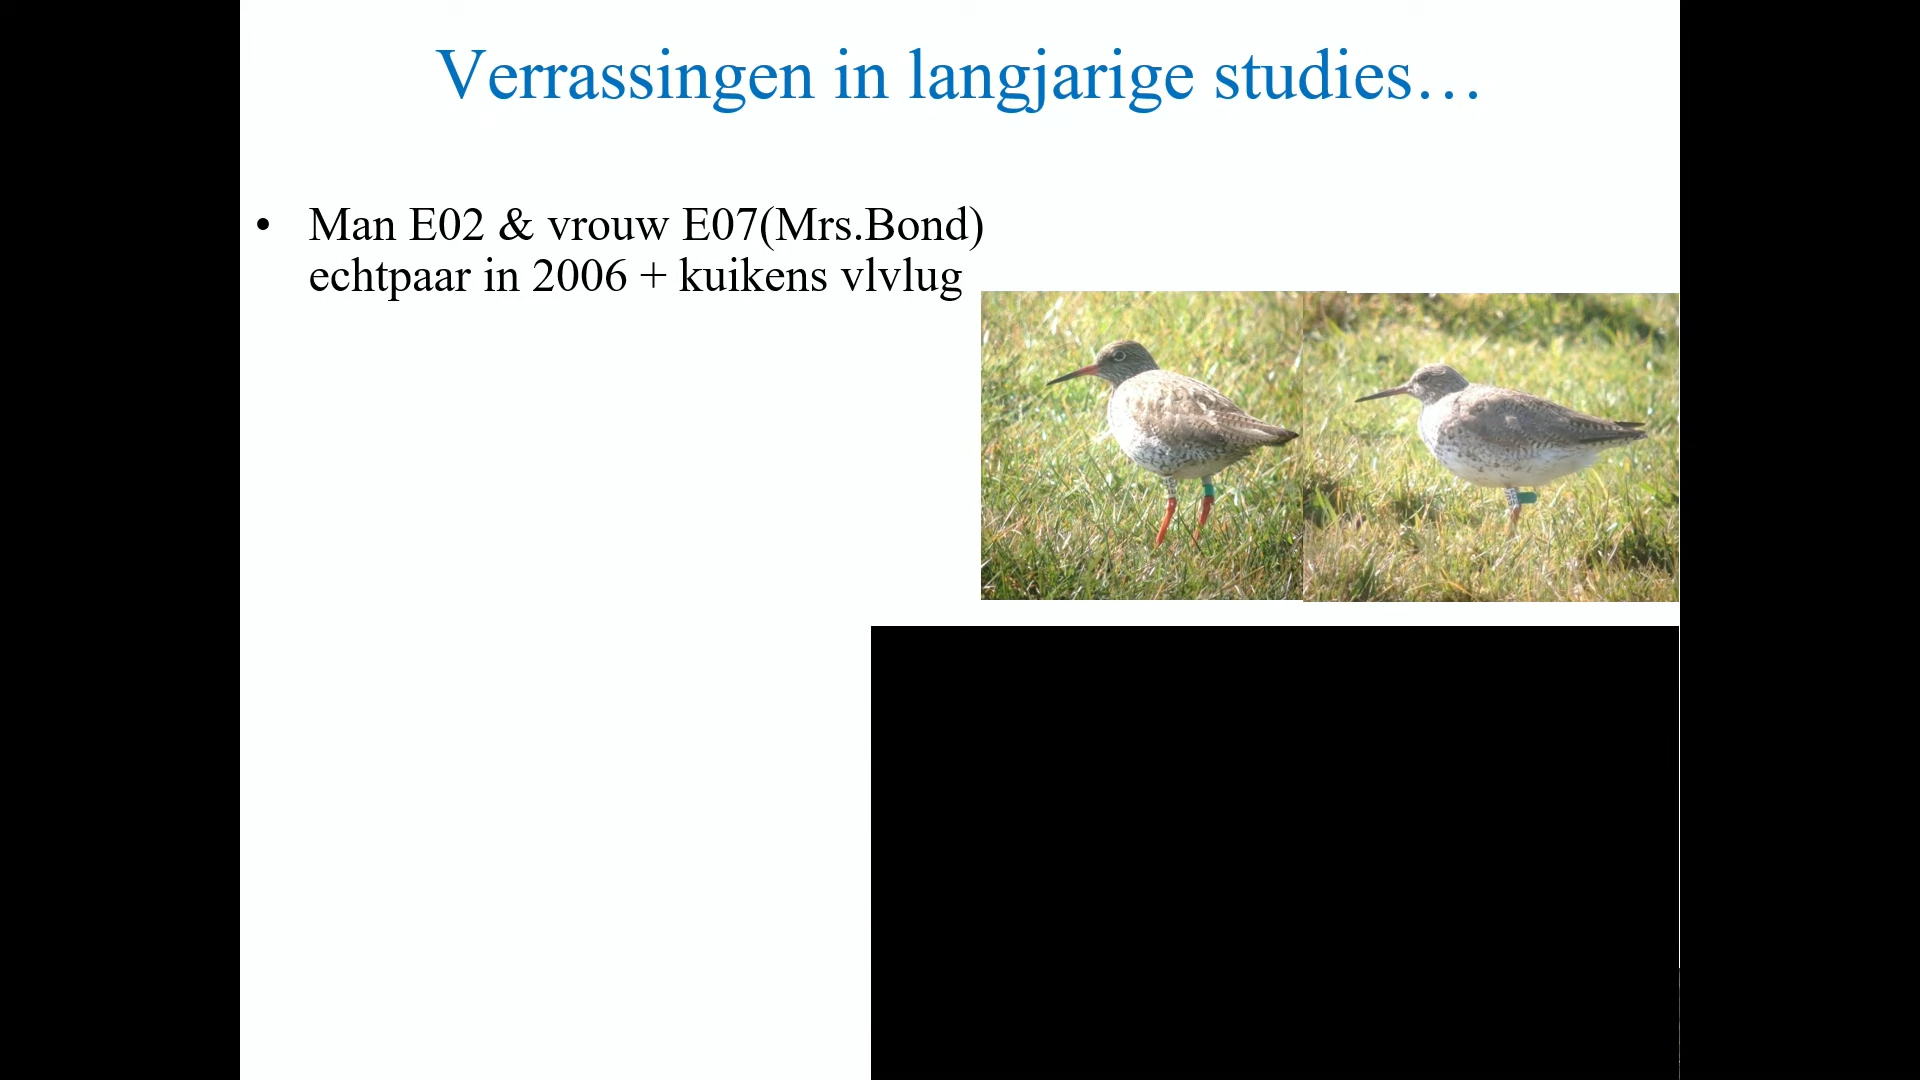 Verrassingen in langjarige studies…
• Man E02 & vrouw E07(Mrs.Bond)
echtpaar in 2006 + kuikens vlvlug